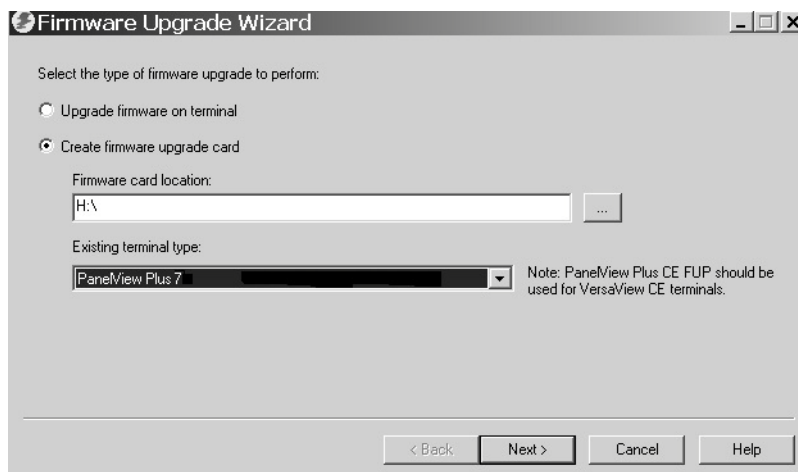 Firmware Upgrade Wizard
Select the type of firmware upgrade to perform:
Upgrade firmware on terminal
Create firmware upgrade card
Firmware card location:
H:\
...
Existing terminal type:
PanelView Plus 7
Note: PanelView Plus CE FUP should be
used for VersaView CE terminals.
< Back
Next >
Cancel
Help